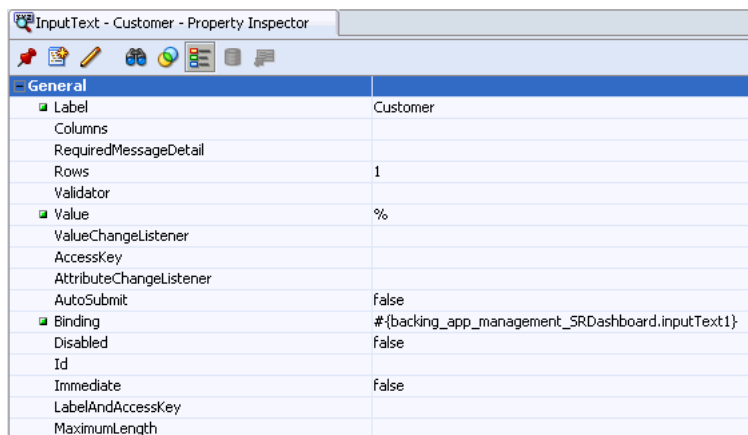 InputText - Customer - Property Inspector
General
Label Customer
Columns
RequiredMessageDetail
Rows 1
Validator
Value %
ValueChangeListener
AccessKey
AttributeChangeListener
AutoSubmit false
Binding #{backing_app_management_SRDashboard.inputText1}
Disabled false
Id
Immediate false
LabelAndAccessKey
MaximumLength